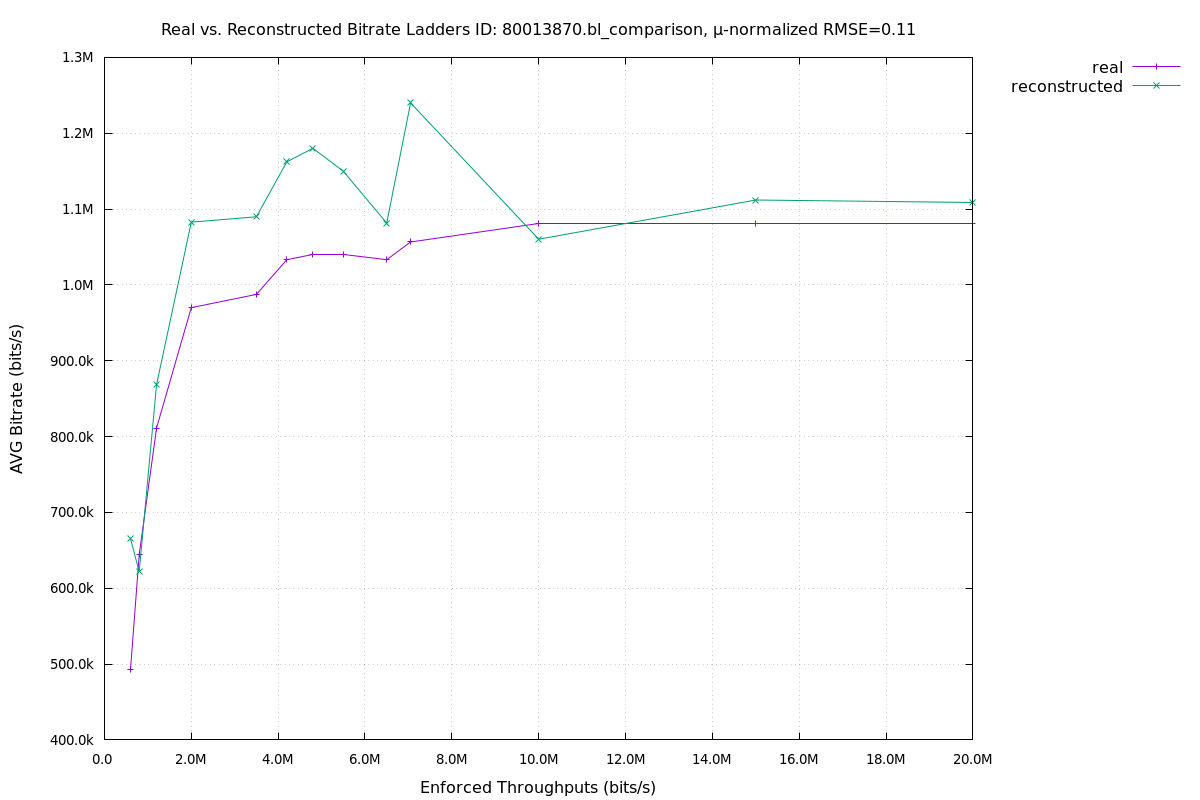 Real vs. Reconstructed Bitrate Ladders ID: 80013870.bl_comparison, μ-normalized RMSE=0.11
real
reconstructed
1.3M
1.2M
1.1M
1.0M
900.0k
800.0k
700.0k
600.0k
500.0k
400.0k
AVG Bitrate (bits/s)
0.0 2.0M 4.0M 6.0M 8.0M 10.0M 12.0M 14.0M 16.0M 18.0M 20.0M
Enforced Throughputs (bits/s)